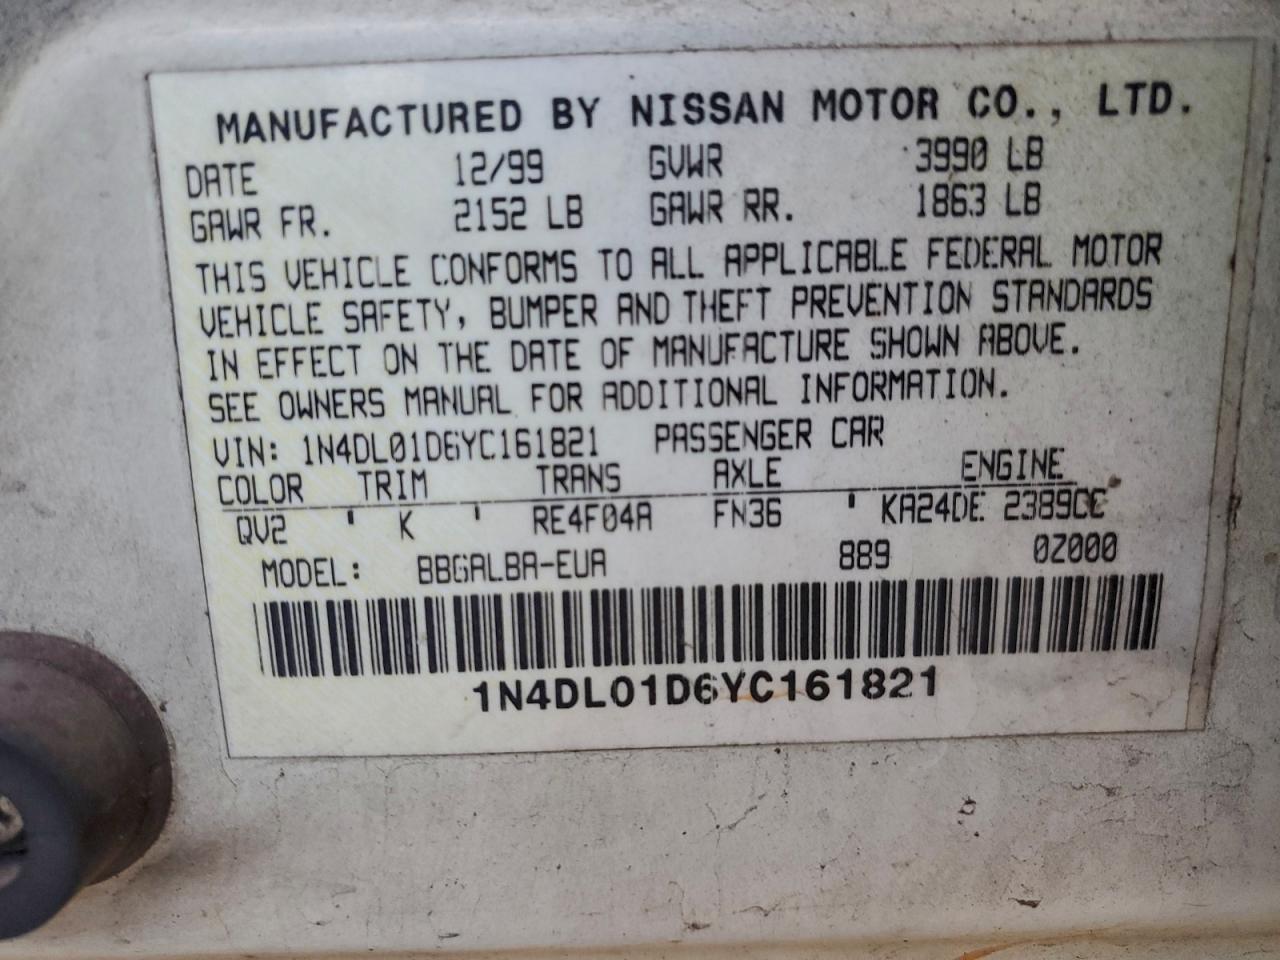 MANUFACTURED BY NISSAN MOTOR CO., LTD.
DATE 12/99 GVWR 3990 LB
GAWR FR. 2152 LB GAWR RR. 1863 LB
THIS VEHICLE CONFORMS TO ALL APPLICABLE FEDERAL MOTOR
VEHICLE SAFETY, BUMPER AND THEFT PREVENTION STANDARDS
IN EFFECT ON THE DATE OF MANUFACTURE SHOWN ABOVE.
SEE OWNERS MANUAL FOR ADDITIONAL INFORMATION.
VIN: 1N4DL01D6YC161821 PASSENGER CAR
COLOR TRIM TRANS AXLE ENGINE
QV2 ' K ' RE4F04A FN36 ' KA24DE 2389CC
MODEL: BBGALBA-EUA 889 0Z000
1N4DL01D6YC161821